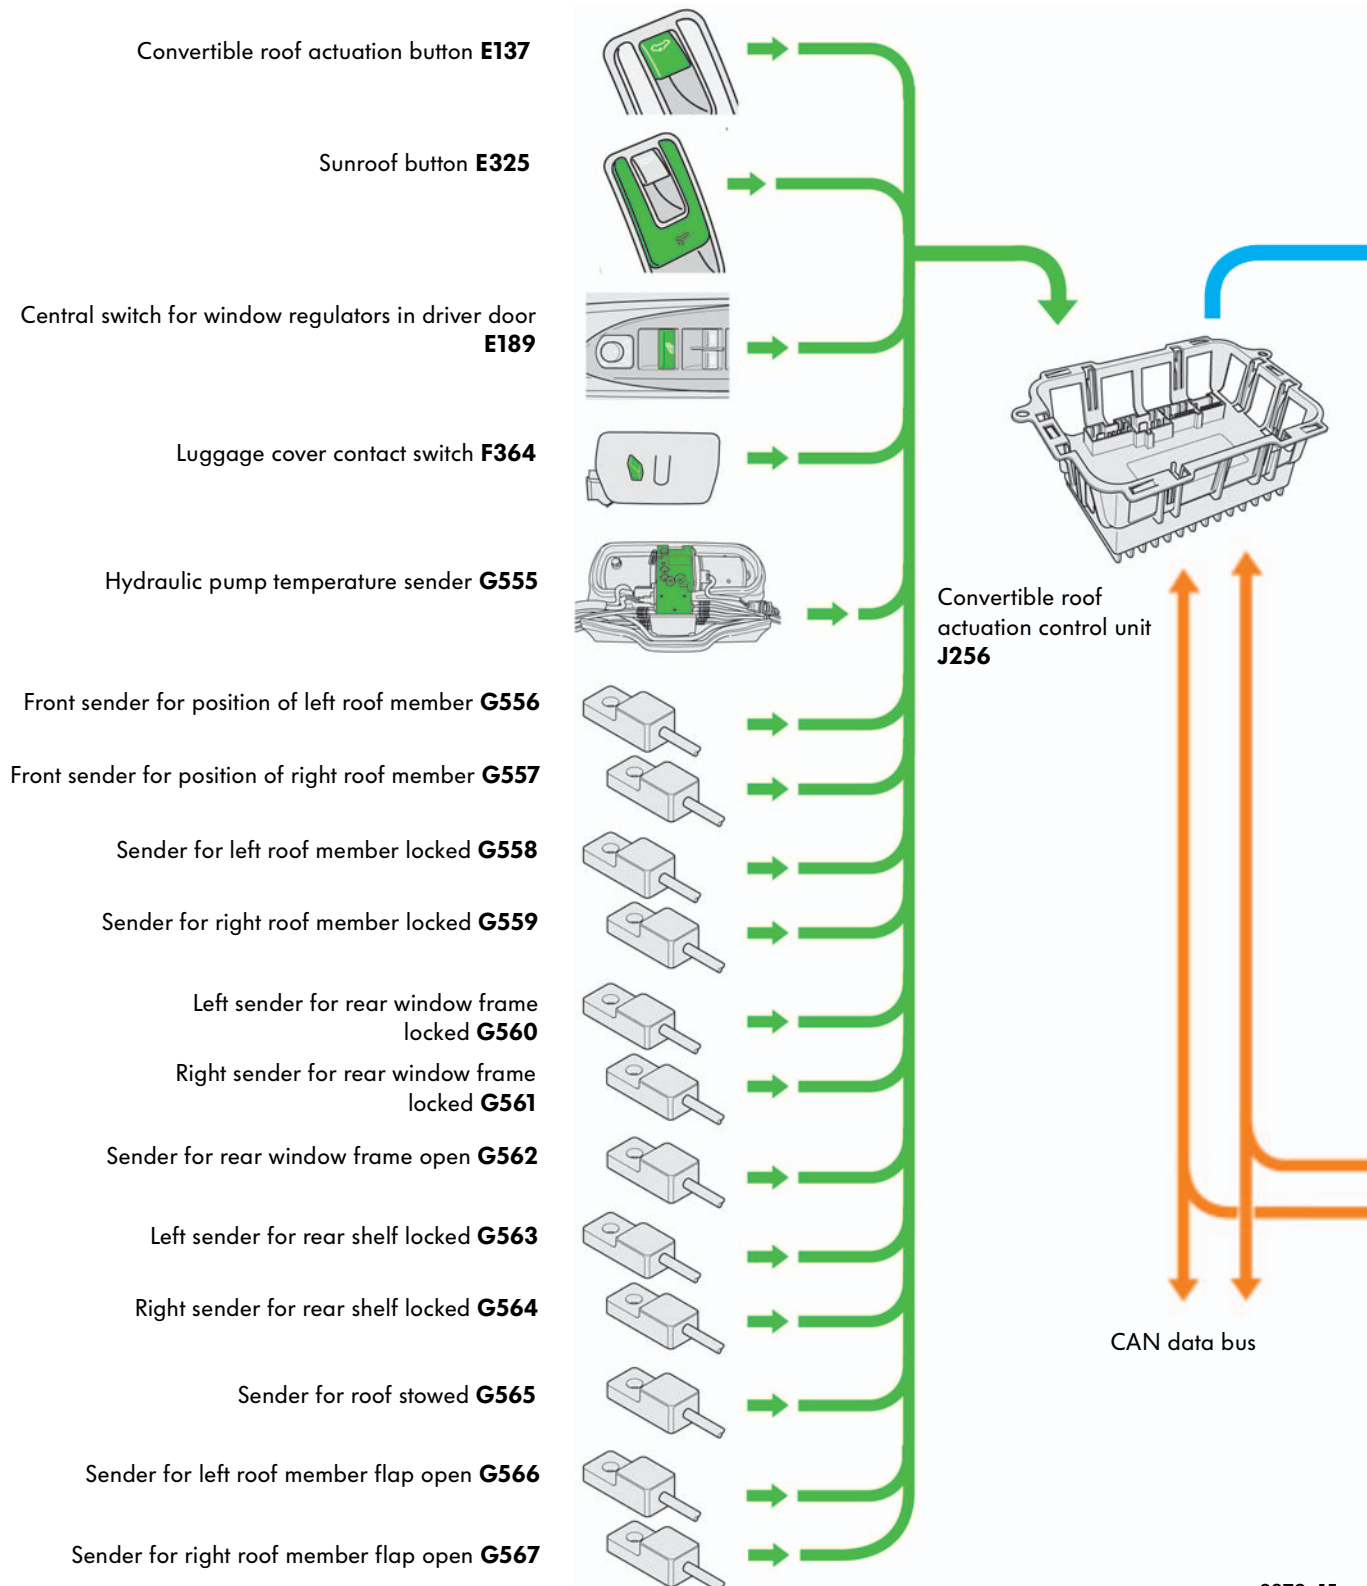 Convertible roof actuation button E137
Sunroof button E325
Central switch for window regulators in driver door
E189
Luggage cover contact switch F364
Hydraulic pump temperature sender G555
Convertible roof
actuation control unit
J256
Front sender for position of left roof member G556
Front sender for position of right roof member G557
Sender for left roof member locked G558
Sender for right roof member locked G559
Left sender for rear window frame
locked G560
Right sender for rear window frame
locked G561
Sender for rear window frame open G562
Left sender for rear shelf locked G563
Right sender for rear shelf locked G564
CAN data bus
Sender for roof stowed G565
Sender for left roof member flap open G566
Sender for right roof member flap open G567